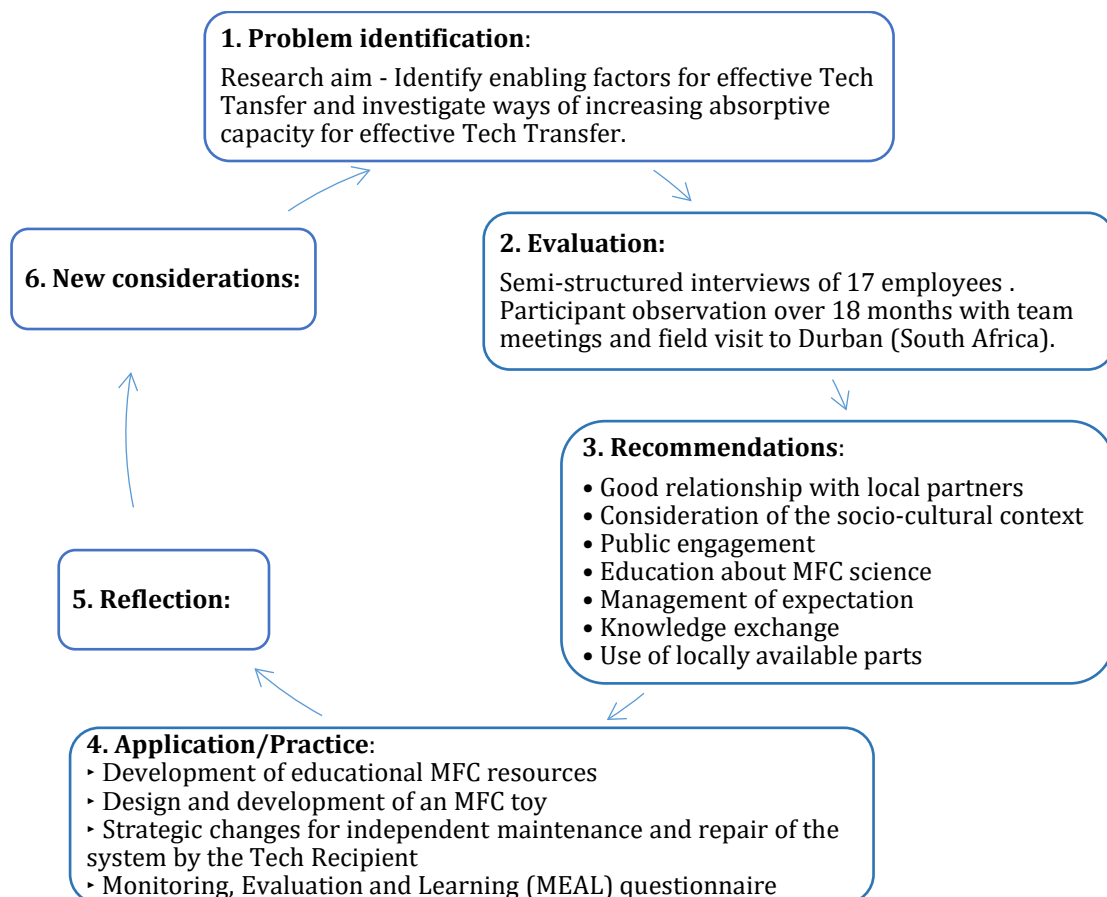 1. Problem identification:
Research aim - Identify enabling factors for effective Tech
Tansfer and investigate ways of increasing absorptive
capacity for effective Tech Transfer.
2. Evaluation:
Semi-structured interviews of 17 employees .
Participant observation over 18 months with team
meetings and field visit to Durban (South Africa).
3. Recommendations:
• Good relationship with local partners
• Consideration of the socio-cultural context
• Public engagement
• Education about MFC science
• Management of expectation
• Knowledge exchange
• Use of locally available parts
4. Application/Practice:
‣ Development of educational MFC resources
‣ Design and development of an MFC toy
‣ Strategic changes for independent maintenance and repair of the
system by the Tech Recipient
‣ Monitoring, Evaluation and Learning (MEAL) questionnaire
5. Reflection:
6. New considerations: